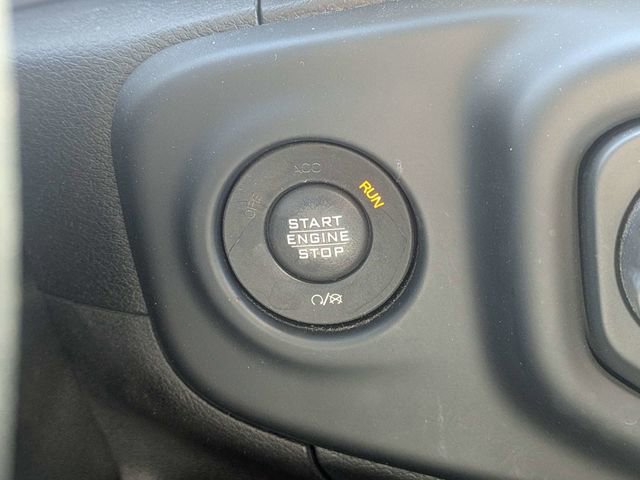 OFF
ACC
RUN
START
ENGINE
STOP